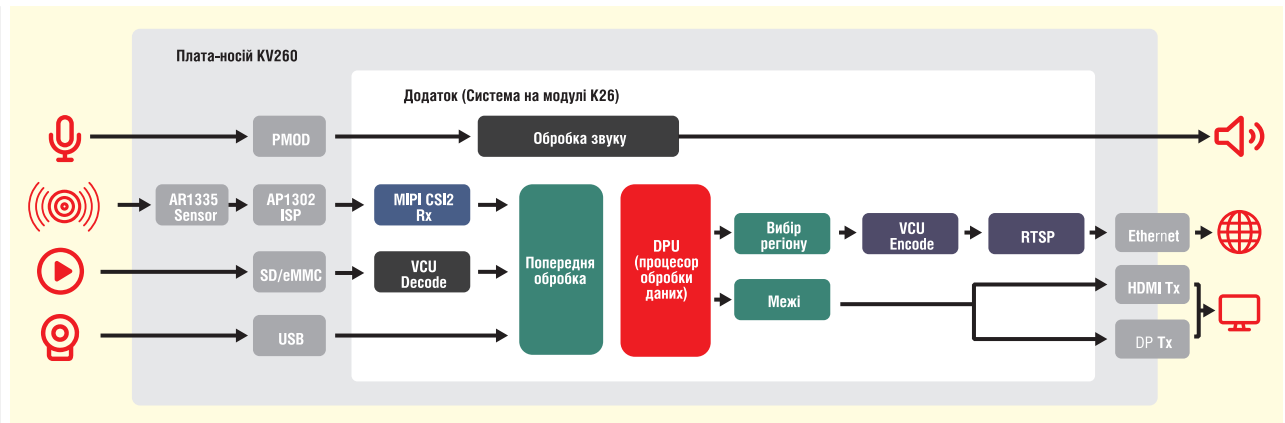 Плата-носій KV260
Додаток (Система на модулі K26)
PMOD
Обробка звуку
AR1335
Sensor
AP1302
ISP
MIPI CSI2
Rx
SD/eMMC
VCU
Decode
USB
Попередня
обробка
DPU
(процесор
обробки
даних)
Вибір
регіону
VCU
Encode
RTSP
Ethernet
Межі
HDMI Tx
DP Tx